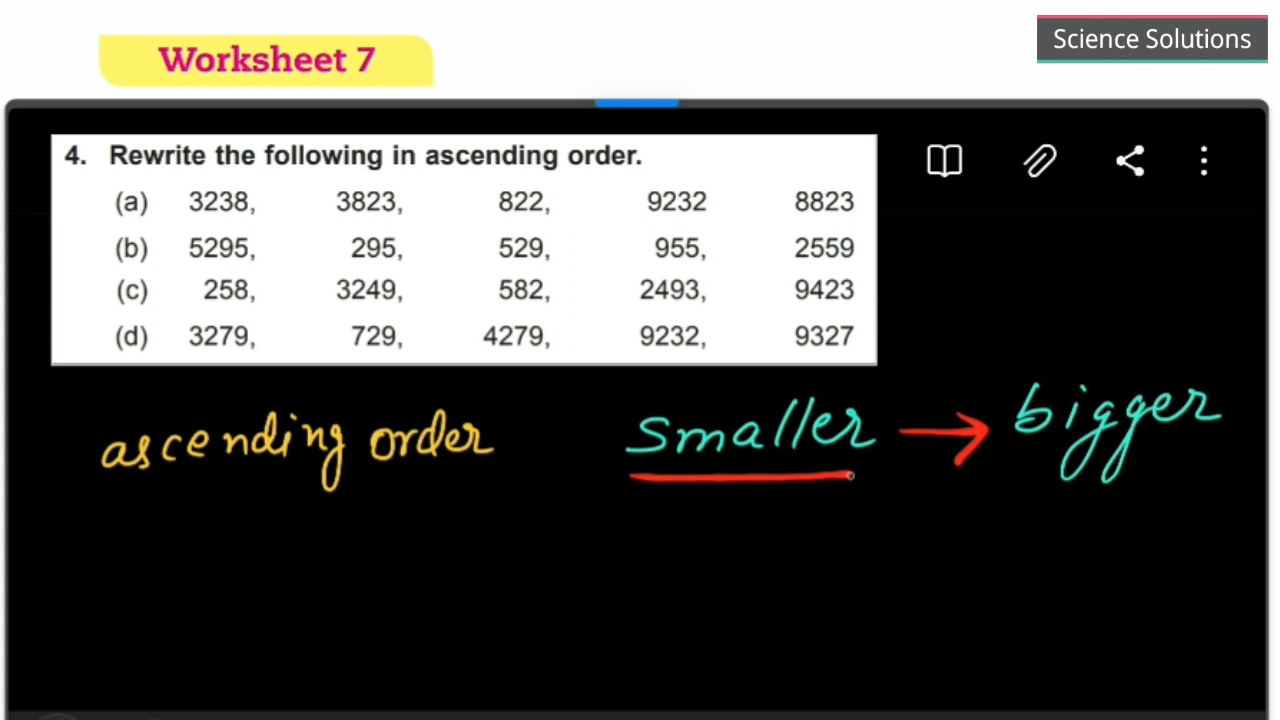 Science Solutions
Worksheet 7
4. Rewrite the following in ascending order.
(a) 3238, 3823, 822, 9232 8823
(b) 5295, 295, 529, 955, 2559
(c) 258, 3249, 582, 2493, 9423
(d) 3279, 729, 4279, 9232, 9327
ascending order smaller → bigger